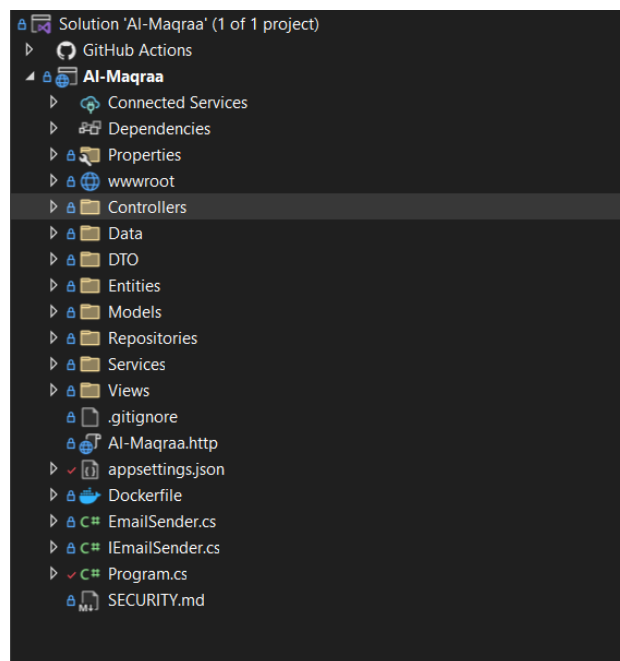 Solution 'Al-Maqraa' (1 of 1 project)
GitHub Actions
Al-Maqraa
Connected Services
Dependencies
Properties
wwwroot
Controllers
Data
DTO
Entities
Models
Repositories
Services
Views
.gitignore
Al-Maqraa.http
appsettings.json
Dockerfile
C# EmailSender.cs
C# IEmailSender.cs
C# Program.cs
M↓ SECURITY.md